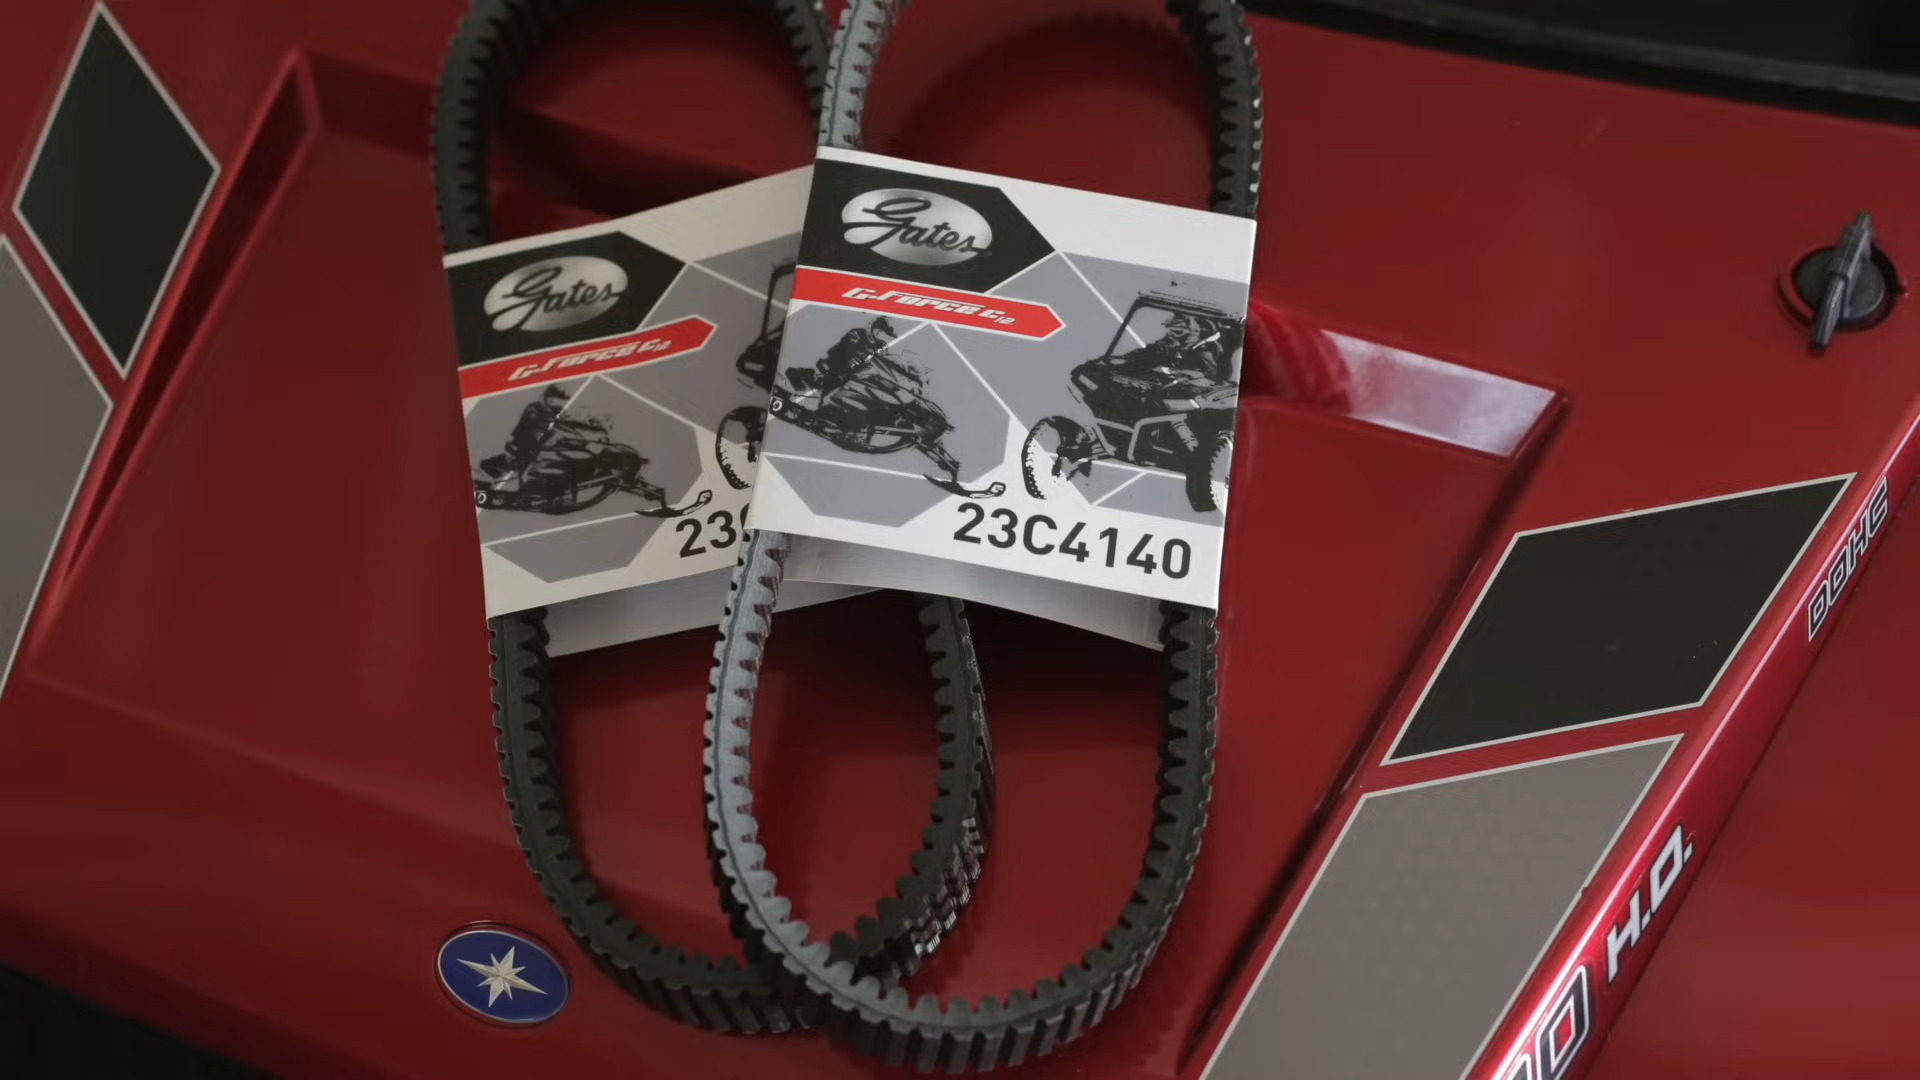 Gates
G-Force C12
23C
Gates
G-Force C12
23C4140
DOHC
H.O.